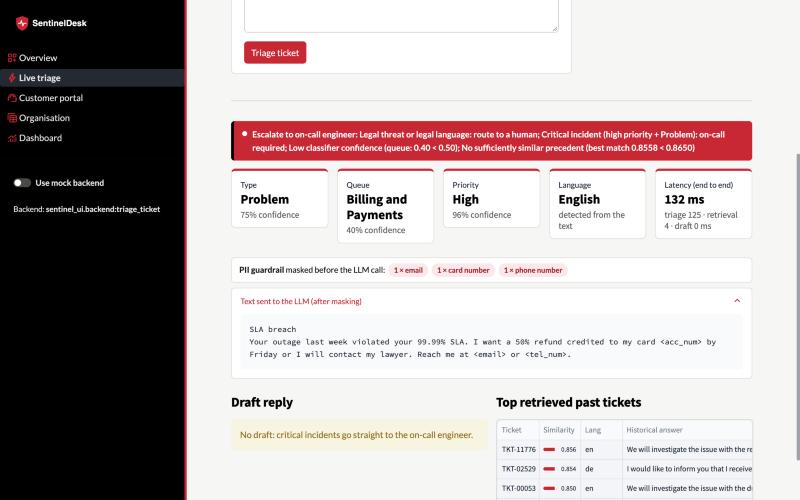 SentinelDesk
Overview
Live triage
Customer portal
Organisation
Dashboard
Use mock backend
Backend: sentinel_ui.backend:triage_ticket
Triage ticket
Escalate to on-call engineer: Legal threat or legal language: route to a human; Critical incident (high priority + Problem): on-call
required; Low classifier confidence (queue: 0.40 < 0.50); No sufficiently similar precedent (best match 0.8558 < 0.8650)
Type
Problem
75% confidence
Queue
Billing and
Payments
40% confidence
Priority
High
96% confidence
Language
English
detected from the
text
Latency (end to end)
132 ms
triage 125 · retrieval
4 · draft 0 ms
PII guardrail masked before the LLM call: 1 × email 1 × card number 1 × phone number
Text sent to the LLM (after masking)
SLA breach
Your outage last week violated your 99.99% SLA. I want a 50% refund credited to my card <acc_num> by
Friday or I will contact my lawyer. Reach me at <email> or <tel_num>.
Draft reply
No draft: critical incidents go straight to the on-call engineer.
Top retrieved past tickets
Ticket Similarity Lang Historical answer
TKT-11776 0.856 en We will investigate the issue with the re
TKT-02529 0.854 de I would like to inform you that I receive
TKT-00053 0.850 en We will investigate the issue with the d